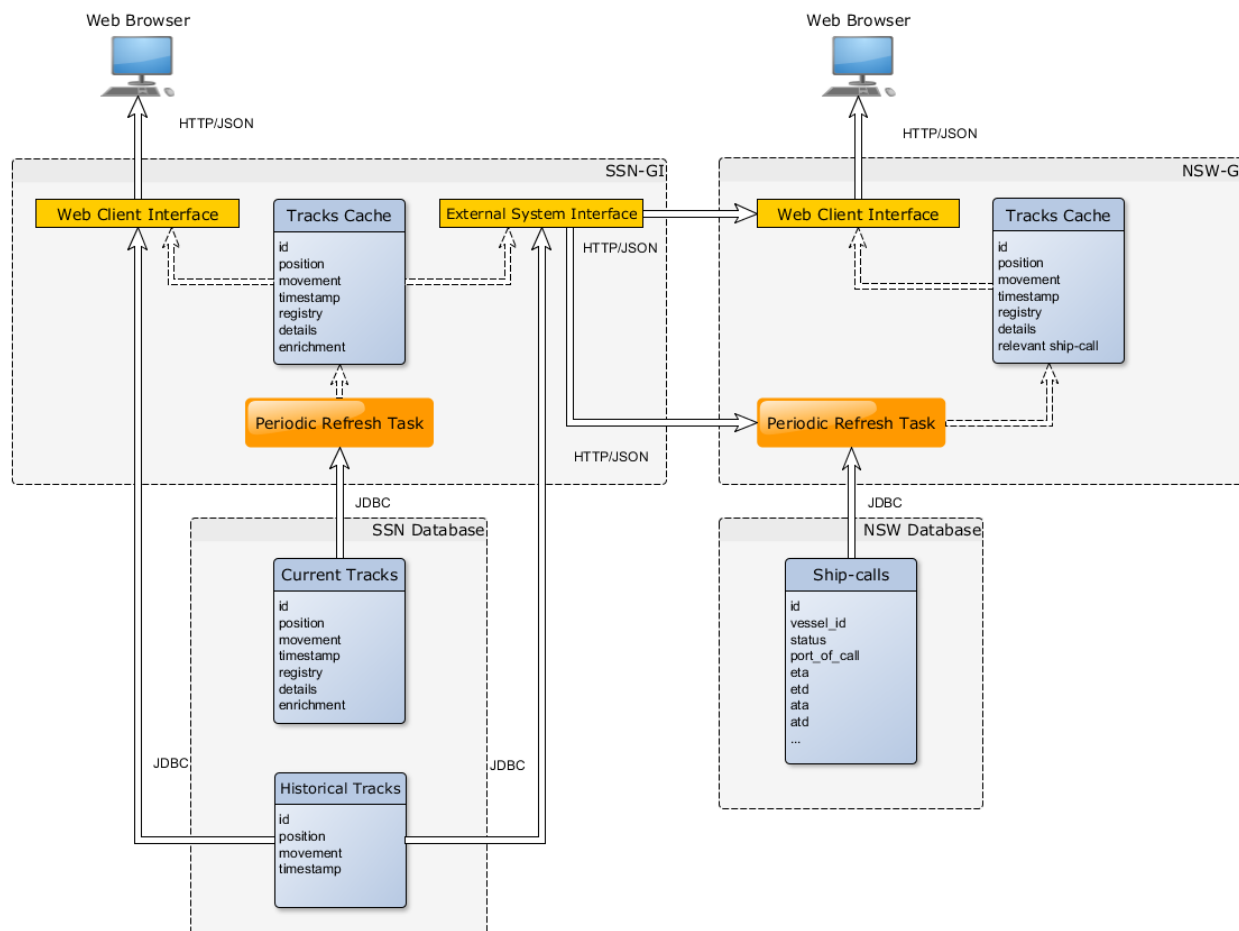 Web Browser
Web Browser
HTTP/JSON
HTTP/JSON
SSN-GI
NSW-G
Web Client Interface
Tracks Cache
id
position
movement
timestamp
registry
details
enrichment
External System Interface
HTTP/JSON
Web Client Interface
Tracks Cache
id
position
movement
timestamp
registry
details
relevant ship-call
Periodic Refresh Task
HTTP/JSON
Periodic Refresh Task
JDBC
JDBC
SSN Database
Current Tracks
id
position
movement
timestamp
registry
details
enrichment
NSW Database
Ship-calls
id
vessel_id
status
port_of_call
eta
etd
ata
atd
...
JDBC
JDBC
Historical Tracks
id
position
movement
timestamp